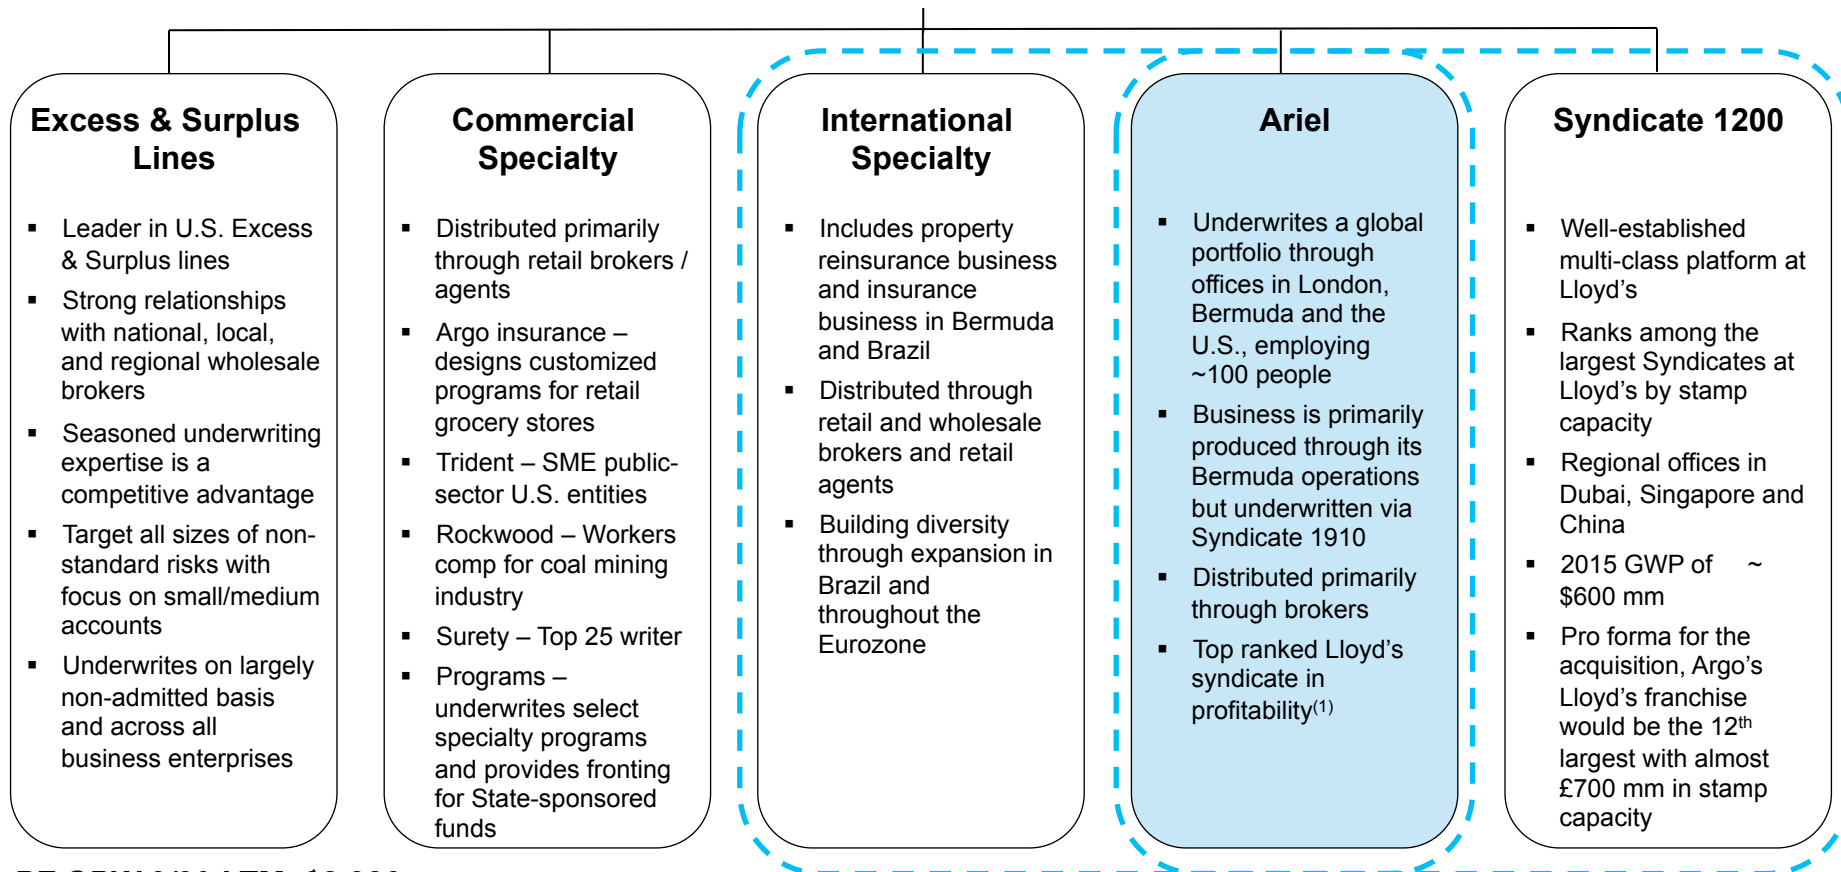 Excess & Surplus
Lines
▪ Leader in U.S. Excess
& Surplus lines
▪ Strong relationships
with national, local,
and regional wholesale
brokers
▪ Seasoned underwriting
expertise is a
competitive advantage
▪ Target all sizes of non-
standard risks with
focus on small/medium
accounts
▪ Underwrites on largely
non-admitted basis
and across all
business enterprises
Commercial
Specialty
▪ Distributed primarily
through retail brokers /
agents
▪ Argo insurance –
designs customized
programs for retail
grocery stores
▪ Trident – SME public-
sector U.S. entities
▪ Rockwood – Workers
comp for coal mining
industry
▪ Surety – Top 25 writer
▪ Programs –
underwrites select
specialty programs
and provides fronting
for State-sponsored
funds
International
Specialty
▪ Includes property
reinsurance business
and insurance
business in Bermuda
and Brazil
▪ Distributed through
retail and wholesale
brokers and retail
agents
▪ Building diversity
through expansion in
Brazil and
throughout the
Eurozone
Ariel
▪ Underwrites a global
portfolio through
offices in London,
Bermuda and the
U.S., employing
~100 people
▪ Business is primarily
produced through its
Bermuda operations
but underwritten via
Syndicate 1910
▪ Distributed primarily
through brokers
▪ Top ranked Lloyd’s
syndicate in
profitability(1)
Syndicate 1200
▪ Well-established
multi-class platform at
Lloyd’s
▪ Ranks among the
largest Syndicates at
Lloyd’s by stamp
capacity
▪ Regional offices in
Dubai, Singapore and
China
▪ 2015 GWP of ~
$600 mm
▪ Pro forma for the
acquisition, Argo’s
Lloyd’s franchise
would be the 12th
largest with almost
£700 mm in stamp
capacity